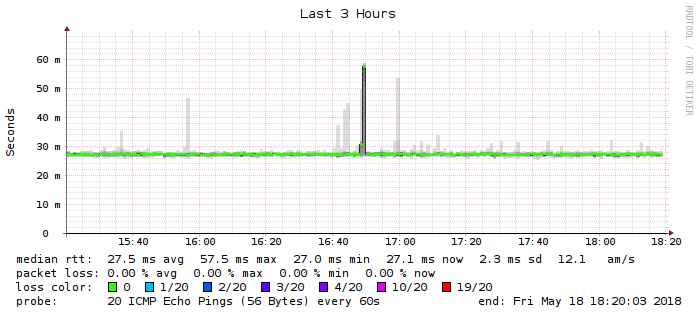 Last 3 Hours
RRDTOOL / TOBI OETIKER
Seconds
60 m
50 m
40 m
30 m
20 m
10 m
0
15:40 16:00 16:20 16:40 17:00 17:20 17:40 18:00 18:20
median rtt: 27.5 ms avg 57.5 ms max 27.0 ms min 27.1 ms now 2.3 ms sd 12.1 am/s
packet loss: 0.00 % avg 0.00 % max 0.00 % min 0.00 % now
loss color: 0 1/20 2/20 3/20 4/20 10/20 19/20
probe: 20 ICMP Echo Pings (56 Bytes) every 60s end: Fri May 18 18:20:03 2018